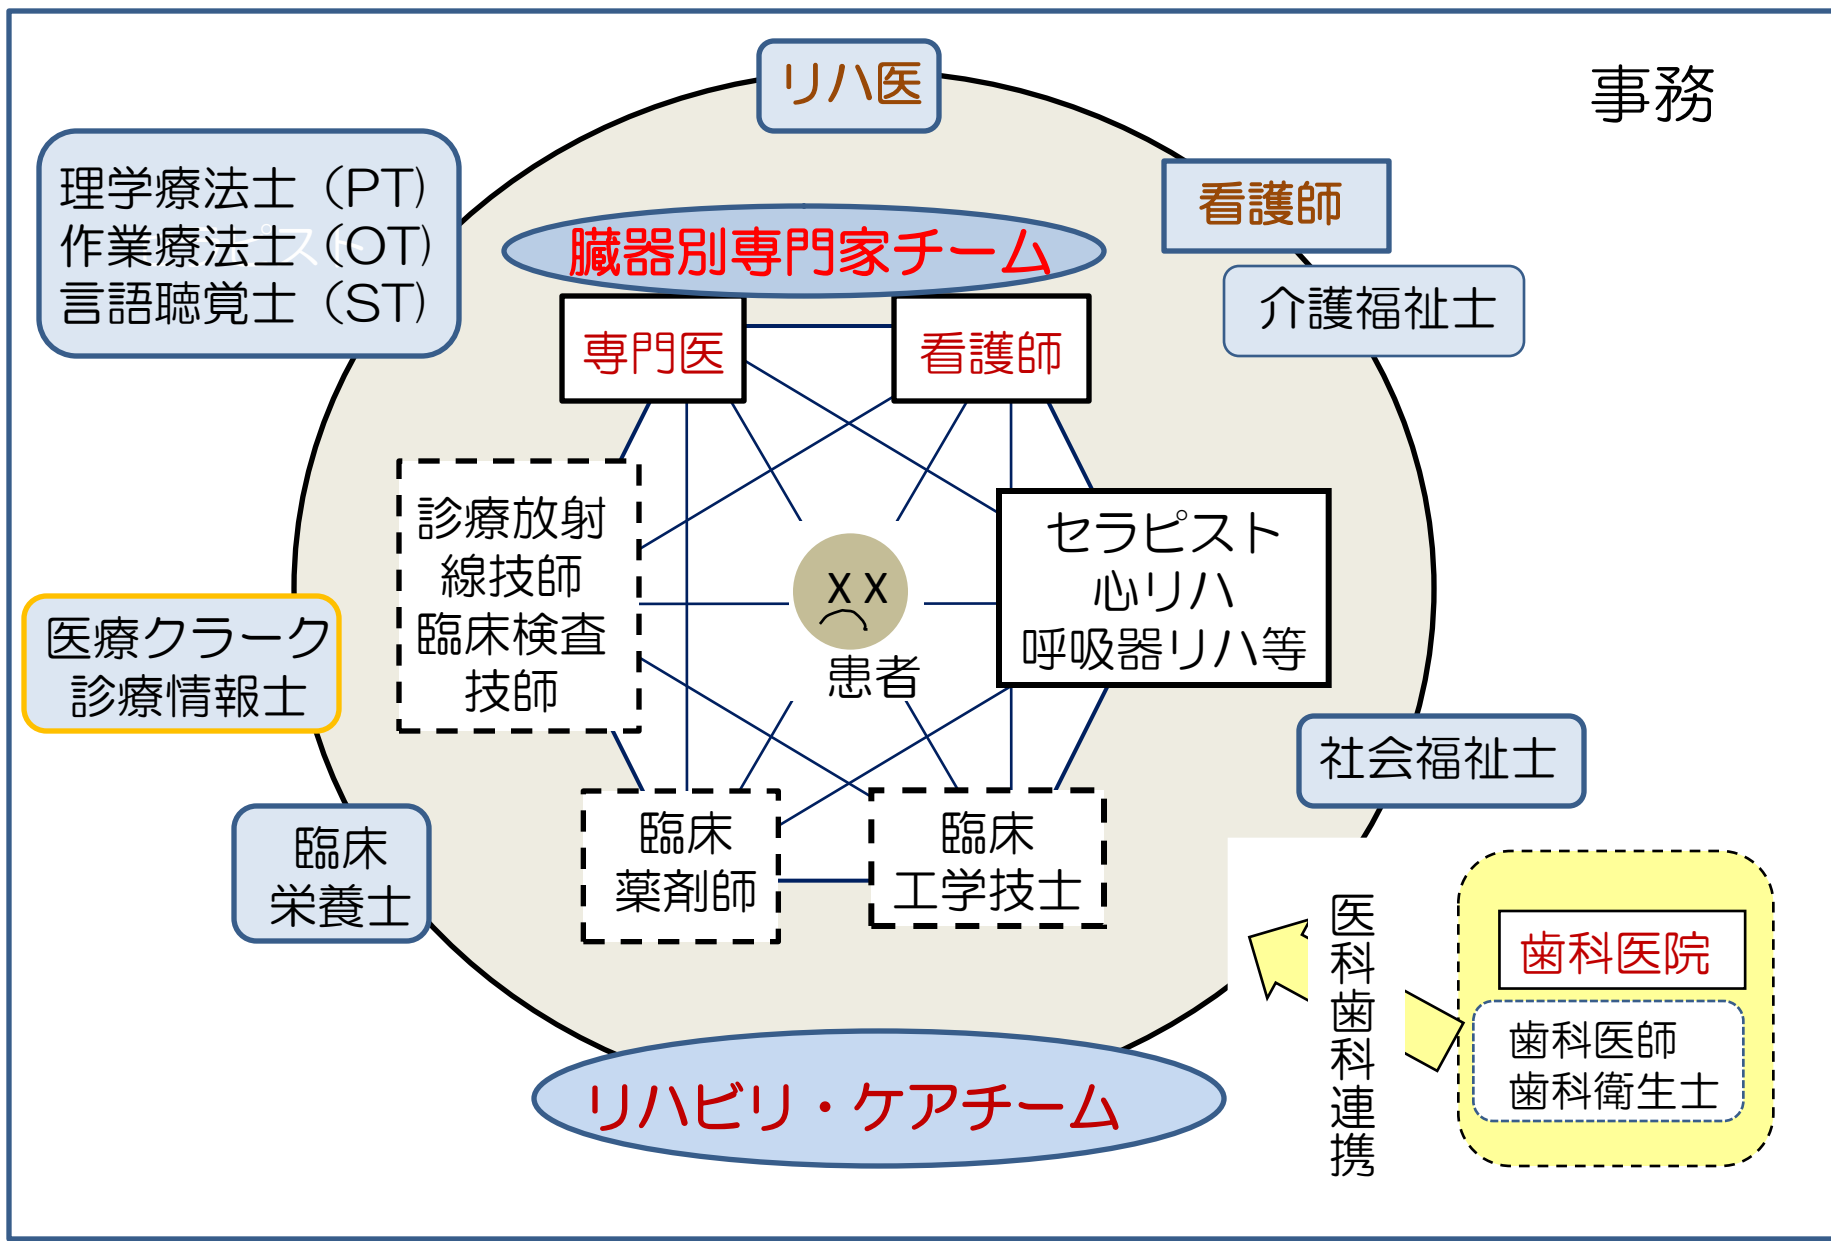 リハ医
事務
理学療法士（PT)
作業療法士（OT)
言語聴覚士（ST)
看護師
介護福祉士
臓器別専門家チーム
専門医
看護師
診療放射
線技師
臨床検査
技師
セラピスト
心リハ
呼吸器リハ等
X X
患者
医療クラーク
診療情報士
社会福祉士
臨床
栄養士
臨床
薬剤師
臨床
工学技士
医科歯科連携
歯科医院
歯科医師
歯科衛生士
リハビリ・ケアチーム